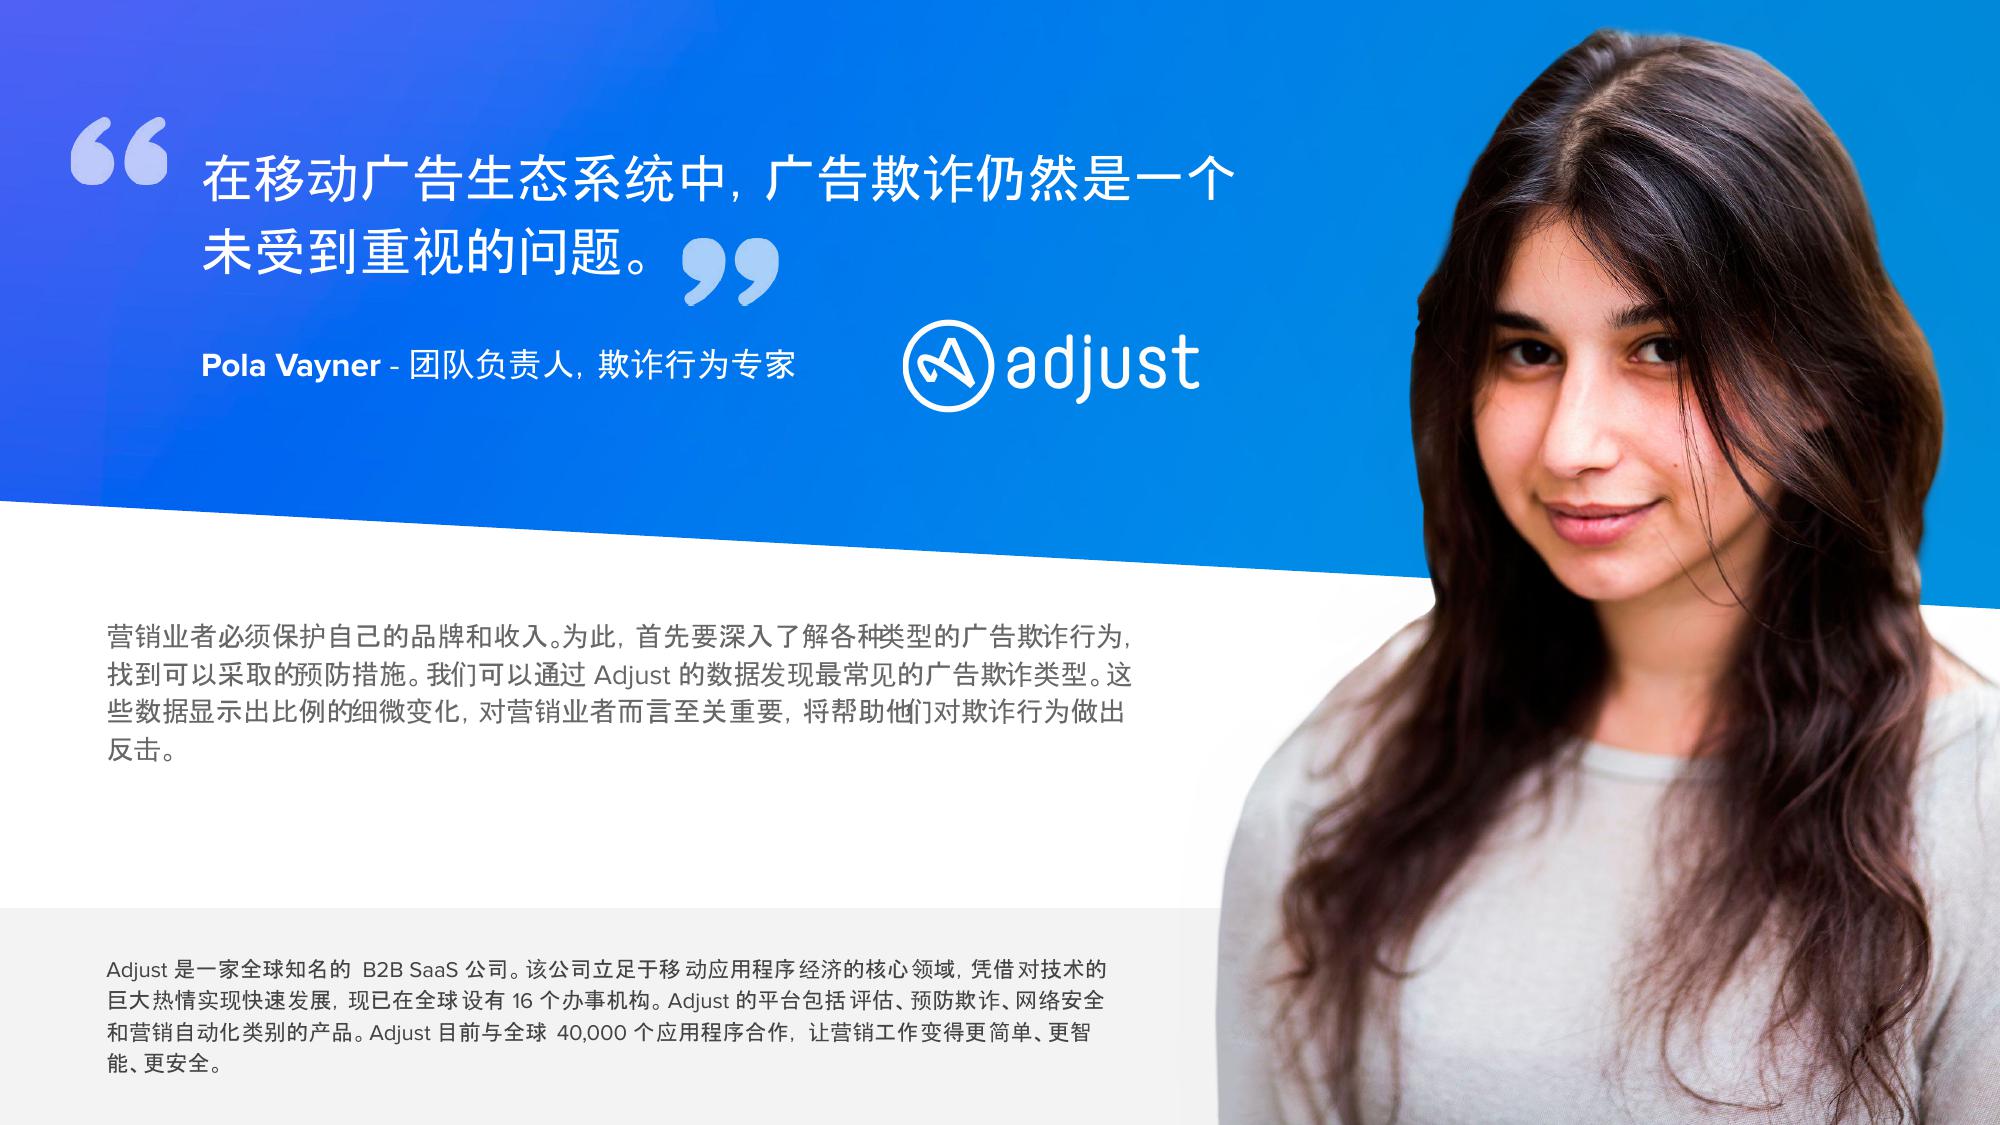 “在移动广告生态系统中, 广告欺诈仍然是一个
未受到重视的问题。”
Pola Vayner - 团队负责人, 欺诈行为专家
adjust
营销业者必须保护自己的品牌和收入。为此, 首先要深入了解各种类型的广告欺诈行为,
找到可以采取的预防措施。我们可以通过 Adjust 的数据发现最常见的广告欺诈类型。这
些数据显示出比例的细微变化, 对营销业者而言至关重要, 将帮助他们对欺诈行为做出
反击。
Adjust 是一家全球知名的 B2B SaaS 公司。该公司立足于移动应用程序经济的核心领域, 凭借对技术的
巨大热情实现快速发展, 现已在全球设有 16 个办事机构。Adjust 的平台包括评估、预防欺诈、网络安全
和营销自动化类别的产品。Adjust 目前与全球 40,000 个应用程序合作, 让营销工作变得更简单、更智
能、更安全。